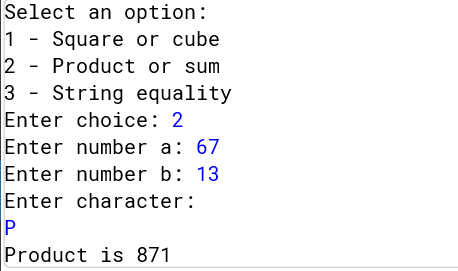 Select an option:
1 - Square or cube
2 - Product or sum
3 - String equality
Enter choice: 2
Enter number a: 67
Enter number b: 13
Enter character:
P
Product is 871